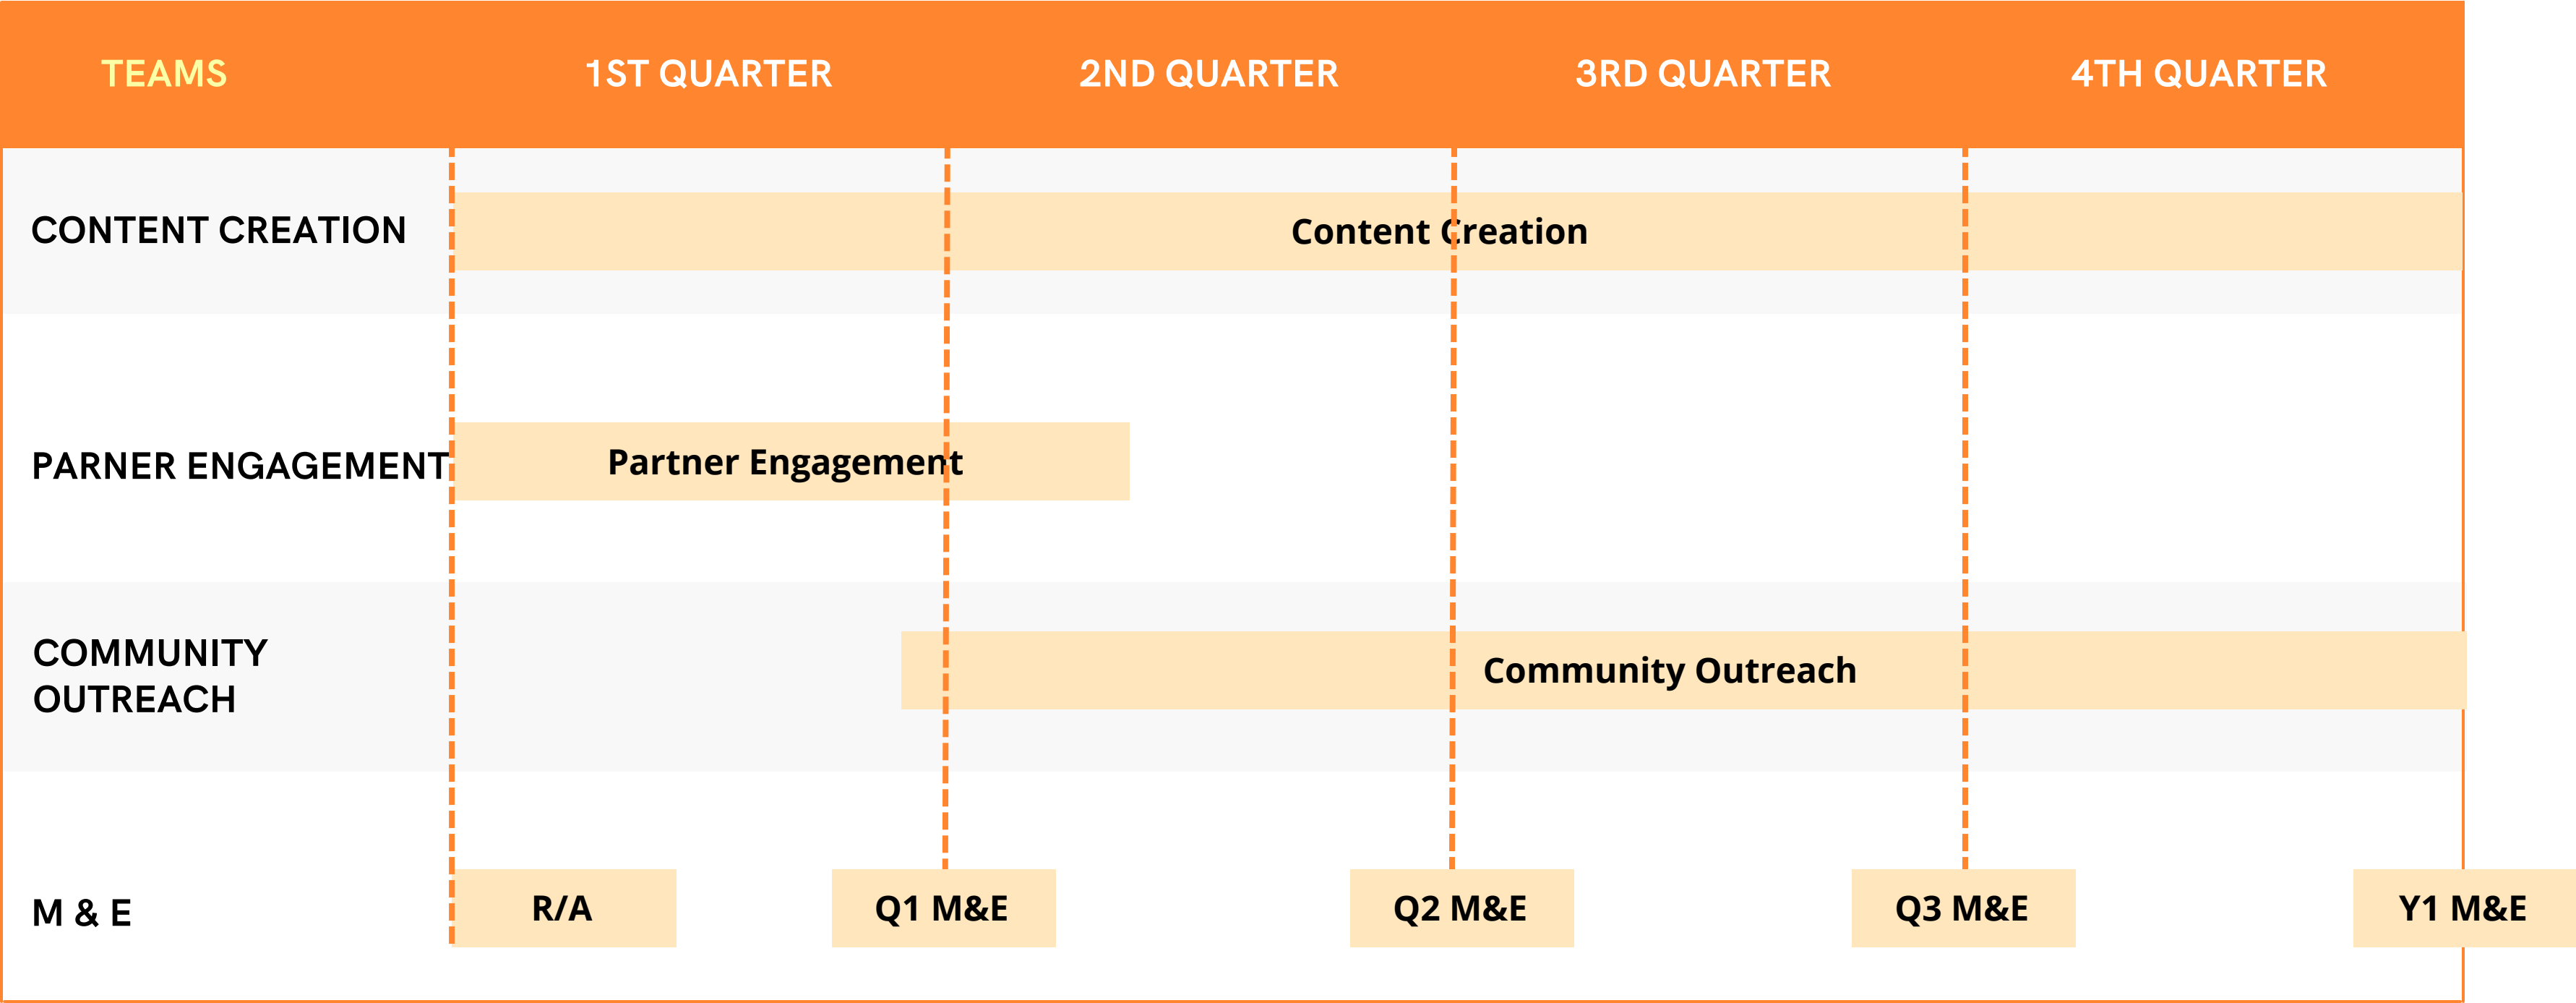 TEAMS
1ST QUARTER
2ND QUARTER
3RD QUARTER
4TH QUARTER
CONTENT CREATION
Content Creation
PARNER ENGAGEMENT
Partner Engagement
COMMUNITY
OUTREACH
Community Outreach
M & E
R/A
Q1 M&E
Q2 M&E
Q3 M&E
Y1 M&E